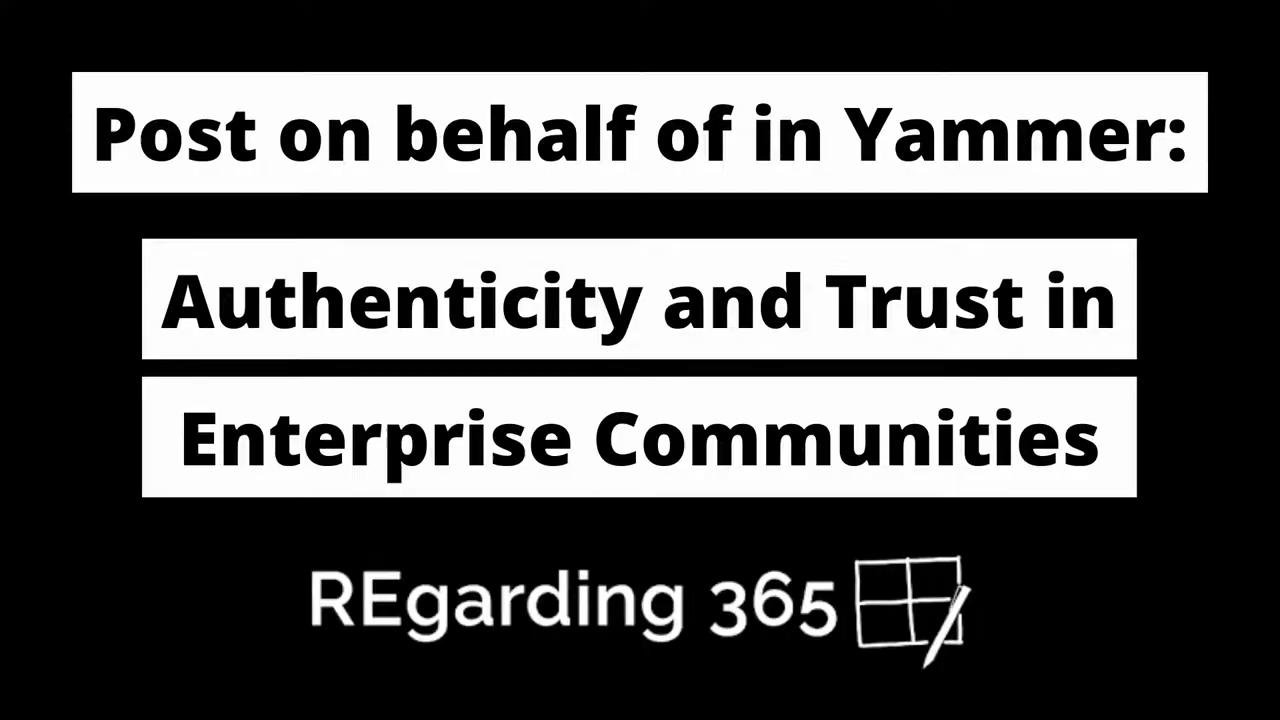 Post on behalf of in Yammer:
Authenticity and Trust in
Enterprise Communities
REgarding 365